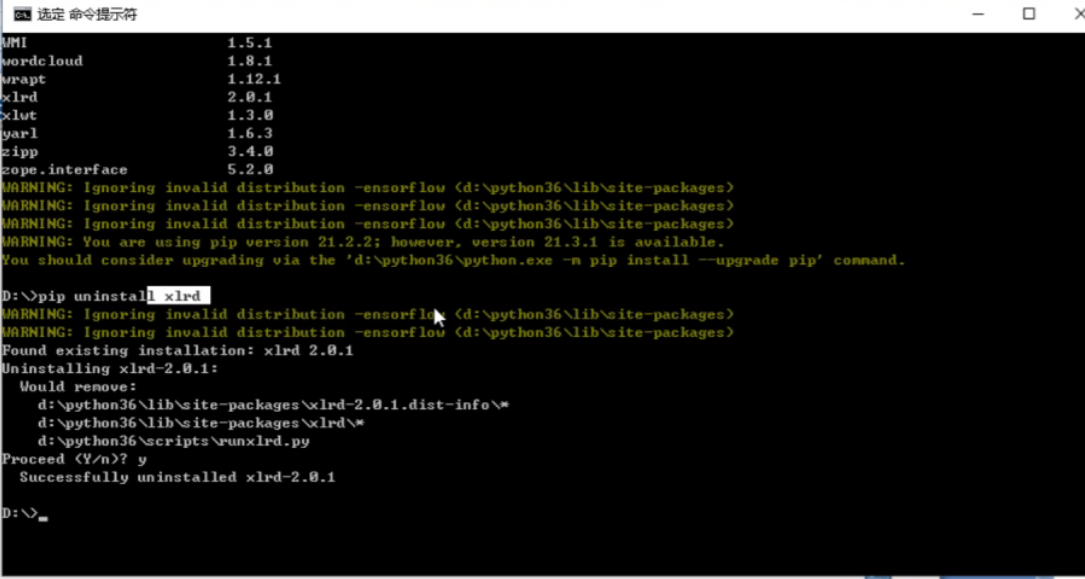 选定 命令提示符
WMI 1.5.1
wordcloud 1.8.1
wrapt 1.12.1
xlrd 2.0.1
xlwt 1.3.0
yarl 1.6.3
zipp 3.4.0
zope.interface 5.2.0
WARNING: Ignoring invalid distribution -ensorflow (d:\python36\lib\site-packages)
WARNING: Ignoring invalid distribution -ensorflow (d:\python36\lib\site-packages)
WARNING: Ignoring invalid distribution -ensorflow (d:\python36\lib\site-packages)
WARNING: You are using pip version 21.2.2; however, version 21.3.1 is available.
You should consider upgrading via the 'd:\python36\python.exe -m pip install --upgrade pip' command.
D:\>pip uninstall xlrd
WARNING: Ignoring invalid distribution -ensorflow (d:\python36\lib\site-packages)
WARNING: Ignoring invalid distribution -ensorflow (d:\python36\lib\site-packages)
Found existing installation: xlrd 2.0.1
Uninstalling xlrd-2.0.1:
Would remove:
d:\python36\lib\site-packages\xlrd-2.0.1.dist-info\*
d:\python36\lib\site-packages\xlrd\*
d:\python36\scripts\runxlrd.py
Proceed (Y/n)? y
Successfully uninstalled xlrd-2.0.1
D:\>